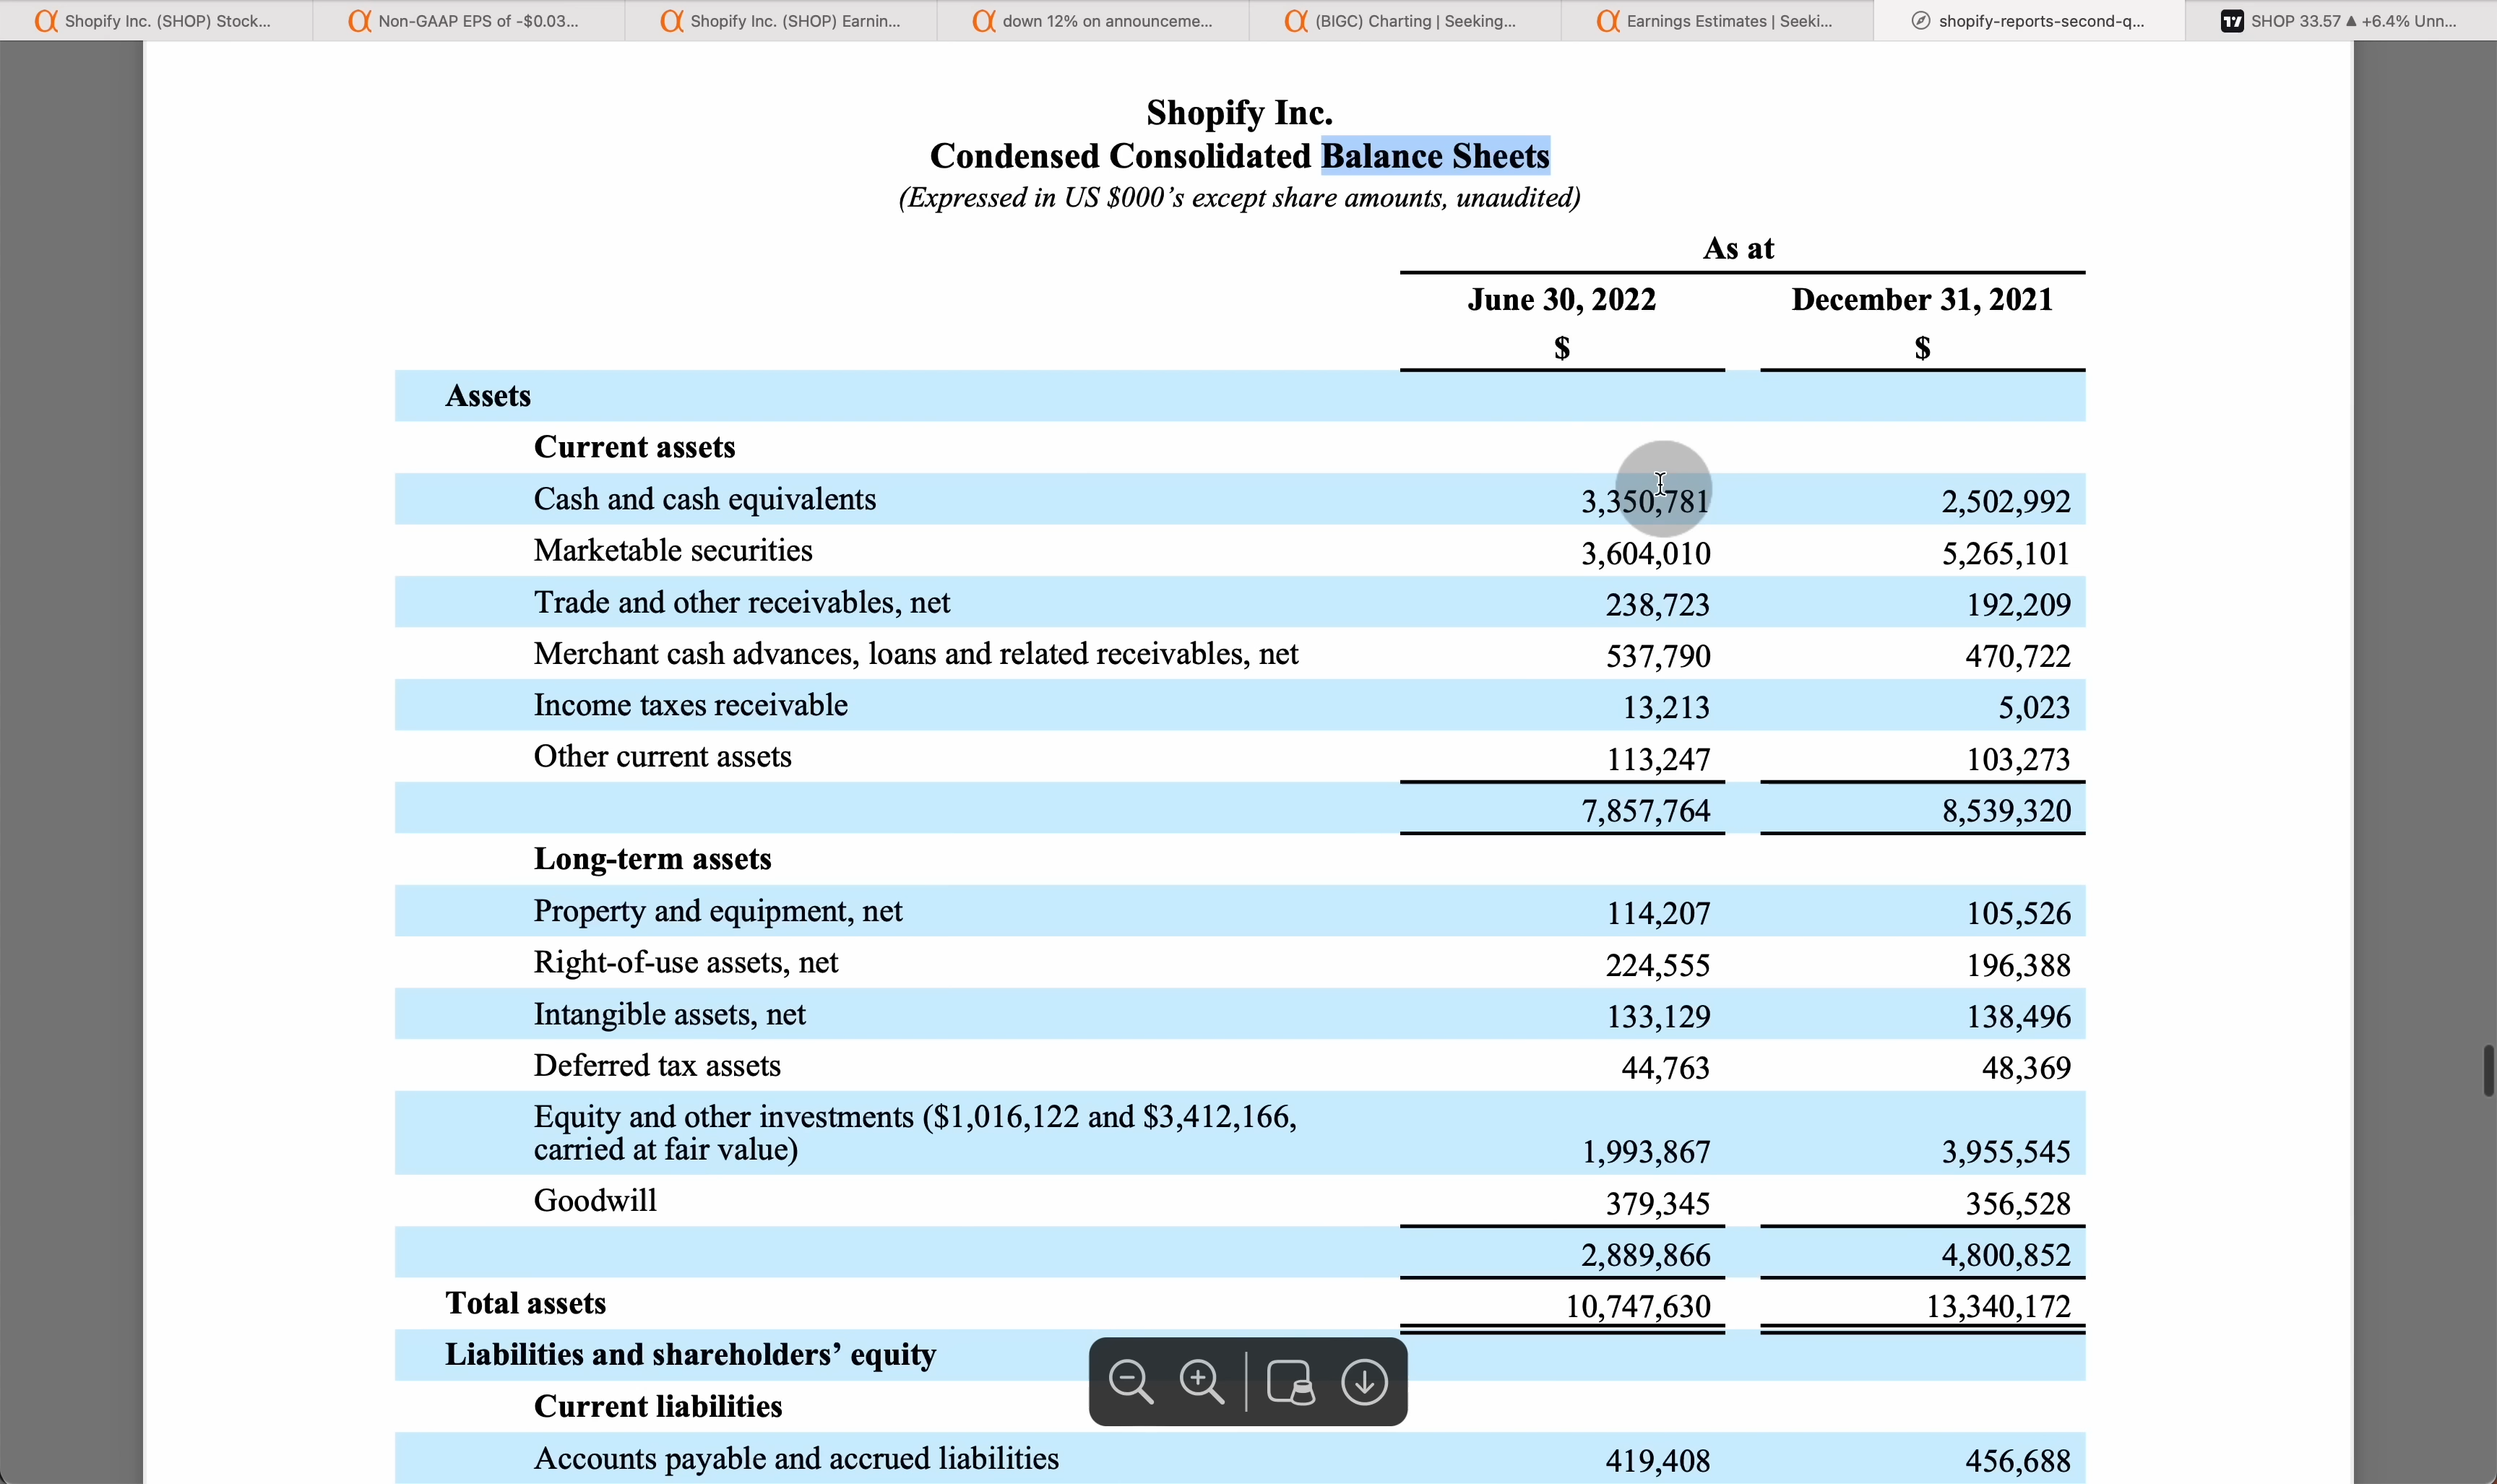 Shopify Inc. (SHOP) Stock...
Non-GAAP EPS of -$0.03...
Shopify Inc. (SHOP) Earnin...
down 12% on announceme...
(BIGC) Charting | Seeking...
Earnings Estimates | Seeki...
shopify-reports-second-q...
SHOP 33.57 ▲ +6.4% Unn...
Shopify Inc.
Condensed Consolidated Balance Sheets
(Expressed in US $000’s except share amounts, unaudited)
As at
June 30, 2022 December 31, 2021
$ $
Assets
Current assets
Cash and cash equivalents 3,350,781 2,502,992
Marketable securities 3,604,010 5,265,101
Trade and other receivables, net 238,723 192,209
Merchant cash advances, loans and related receivables, net 537,790 470,722
Income taxes receivable 13,213 5,023
Other current assets 113,247 103,273
7,857,764 8,539,320
Long-term assets
Property and equipment, net 114,207 105,526
Right-of-use assets, net 224,555 196,388
Intangible assets, net 133,129 138,496
Deferred tax assets 44,763 48,369
Equity and other investments ($1,016,122 and $3,412,166,
carried at fair value) 1,993,867 3,955,545
Goodwill 379,345 356,528
2,889,866 4,800,852
Total assets 10,747,630 13,340,172
Liabilities and shareholders’ equity
Current liabilities
Accounts payable and accrued liabilities 419,408 456,688